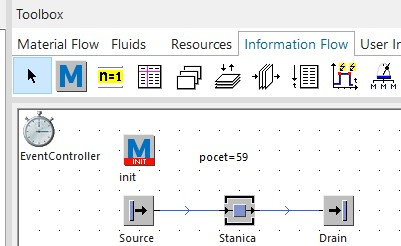 Toolbox
Material Flow Fluids Resources Information Flow User In
M n=1
EventController
M
INIT
pocet=59
init
Source Stanica Drain